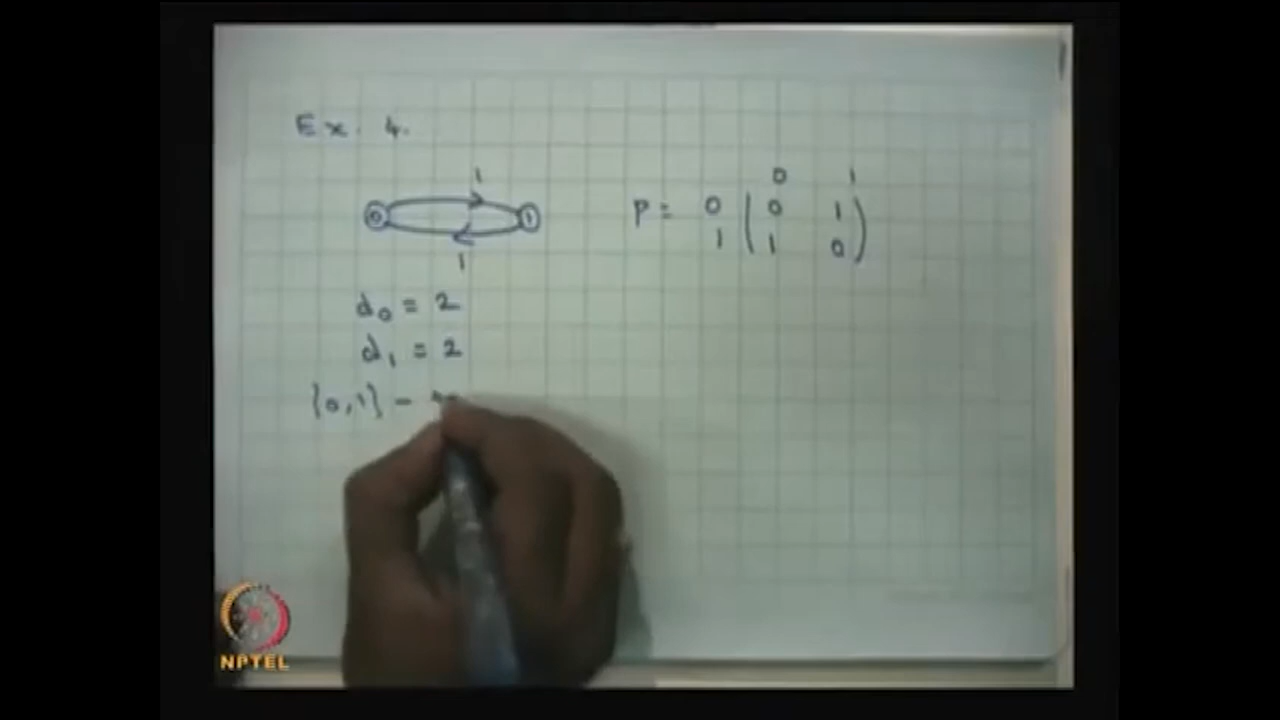 Ex. 4.
1
0 1
1
0 1
P = 0 ( 0 1 )
1 ( 1 0 )
d₀ = 2
d₁ = 2
{0,1} -
NPTEL